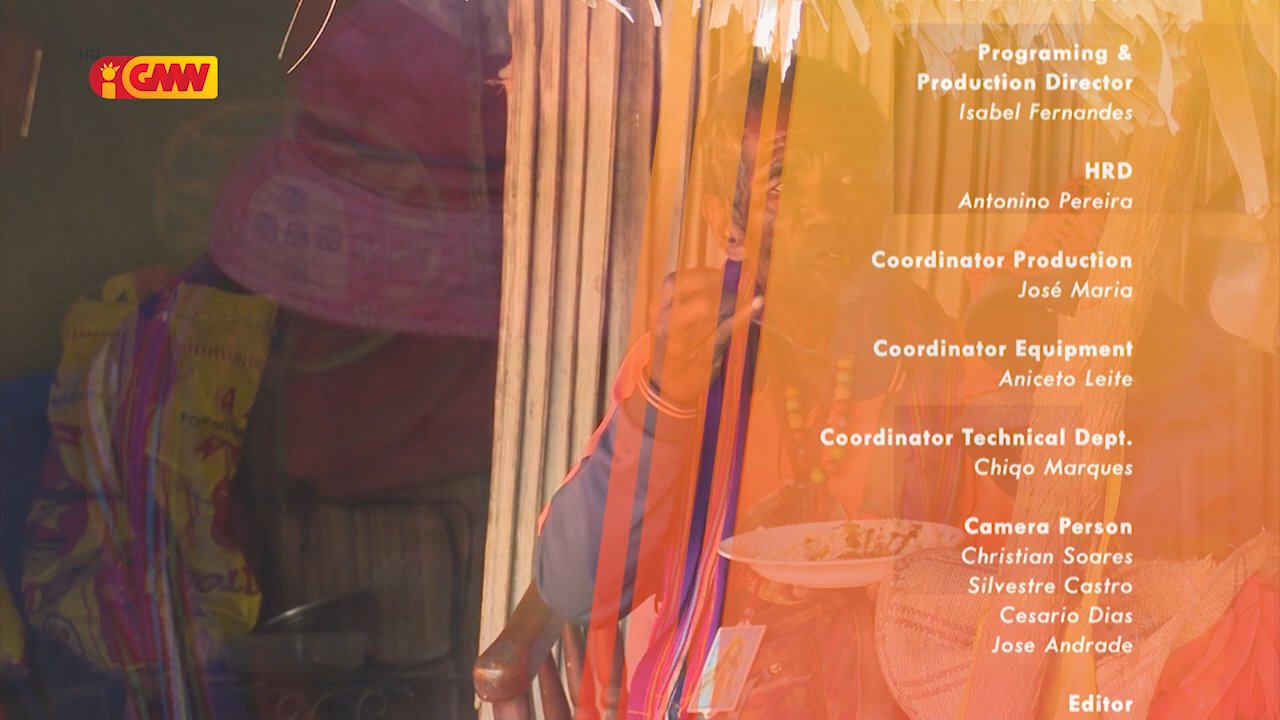 HD
GMN
Programing &
Production Director
Isabel Fernandes
HRD
Antonino Pereira
Coordinator Production
José Maria
Coordinator Equipment
Aniceto Leite
Coordinator Technical Dept.
Chiqo Marques
Camera Person
Christian Soares
Silvestre Castro
Cesario Dias
Jose Andrade
Editor